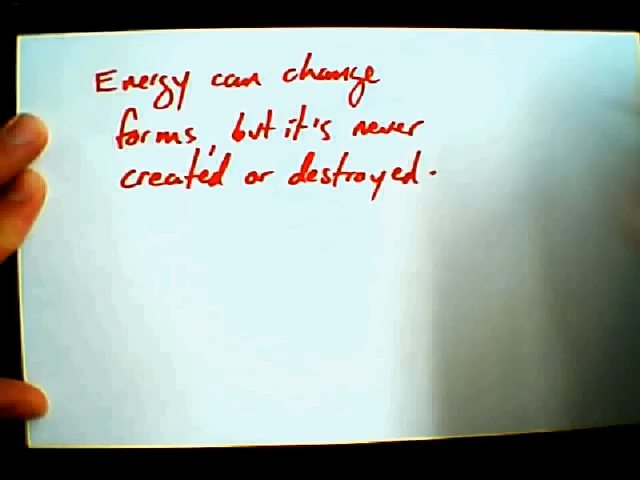 Energy can change
forms, but it's never
created or destroyed.